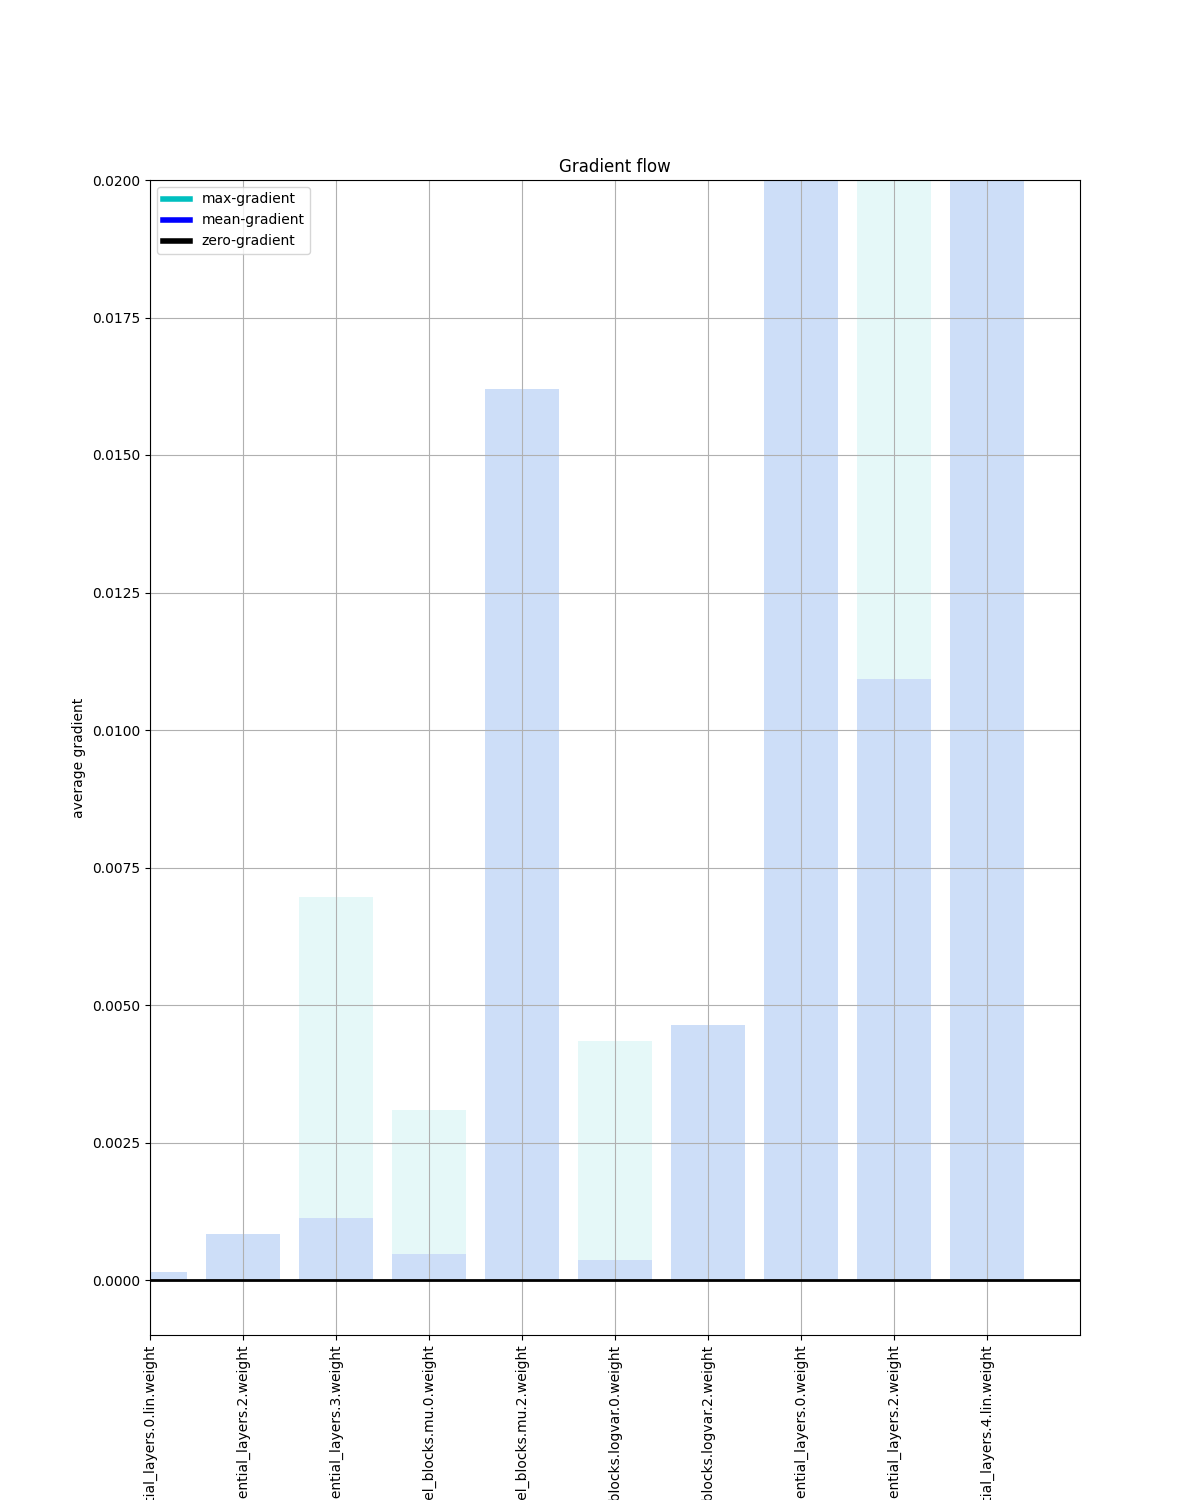 Gradient flow
0.0200
0.0175
0.0150
0.0125
0.0100
0.0075
0.0050
0.0025
0.0000
average gradient
max-gradient
mean-gradient
zero-gradient
tial_layers.0.lin.weight
ential_layers.2.weight
ential_layers.3.weight
el_blocks.mu.0.weight
el_blocks.mu.2.weight
blocks.logvar.0.weight
blocks.logvar.2.weight
ential_layers.0.weight
ential_layers.2.weight
tial_layers.4.lin.weight